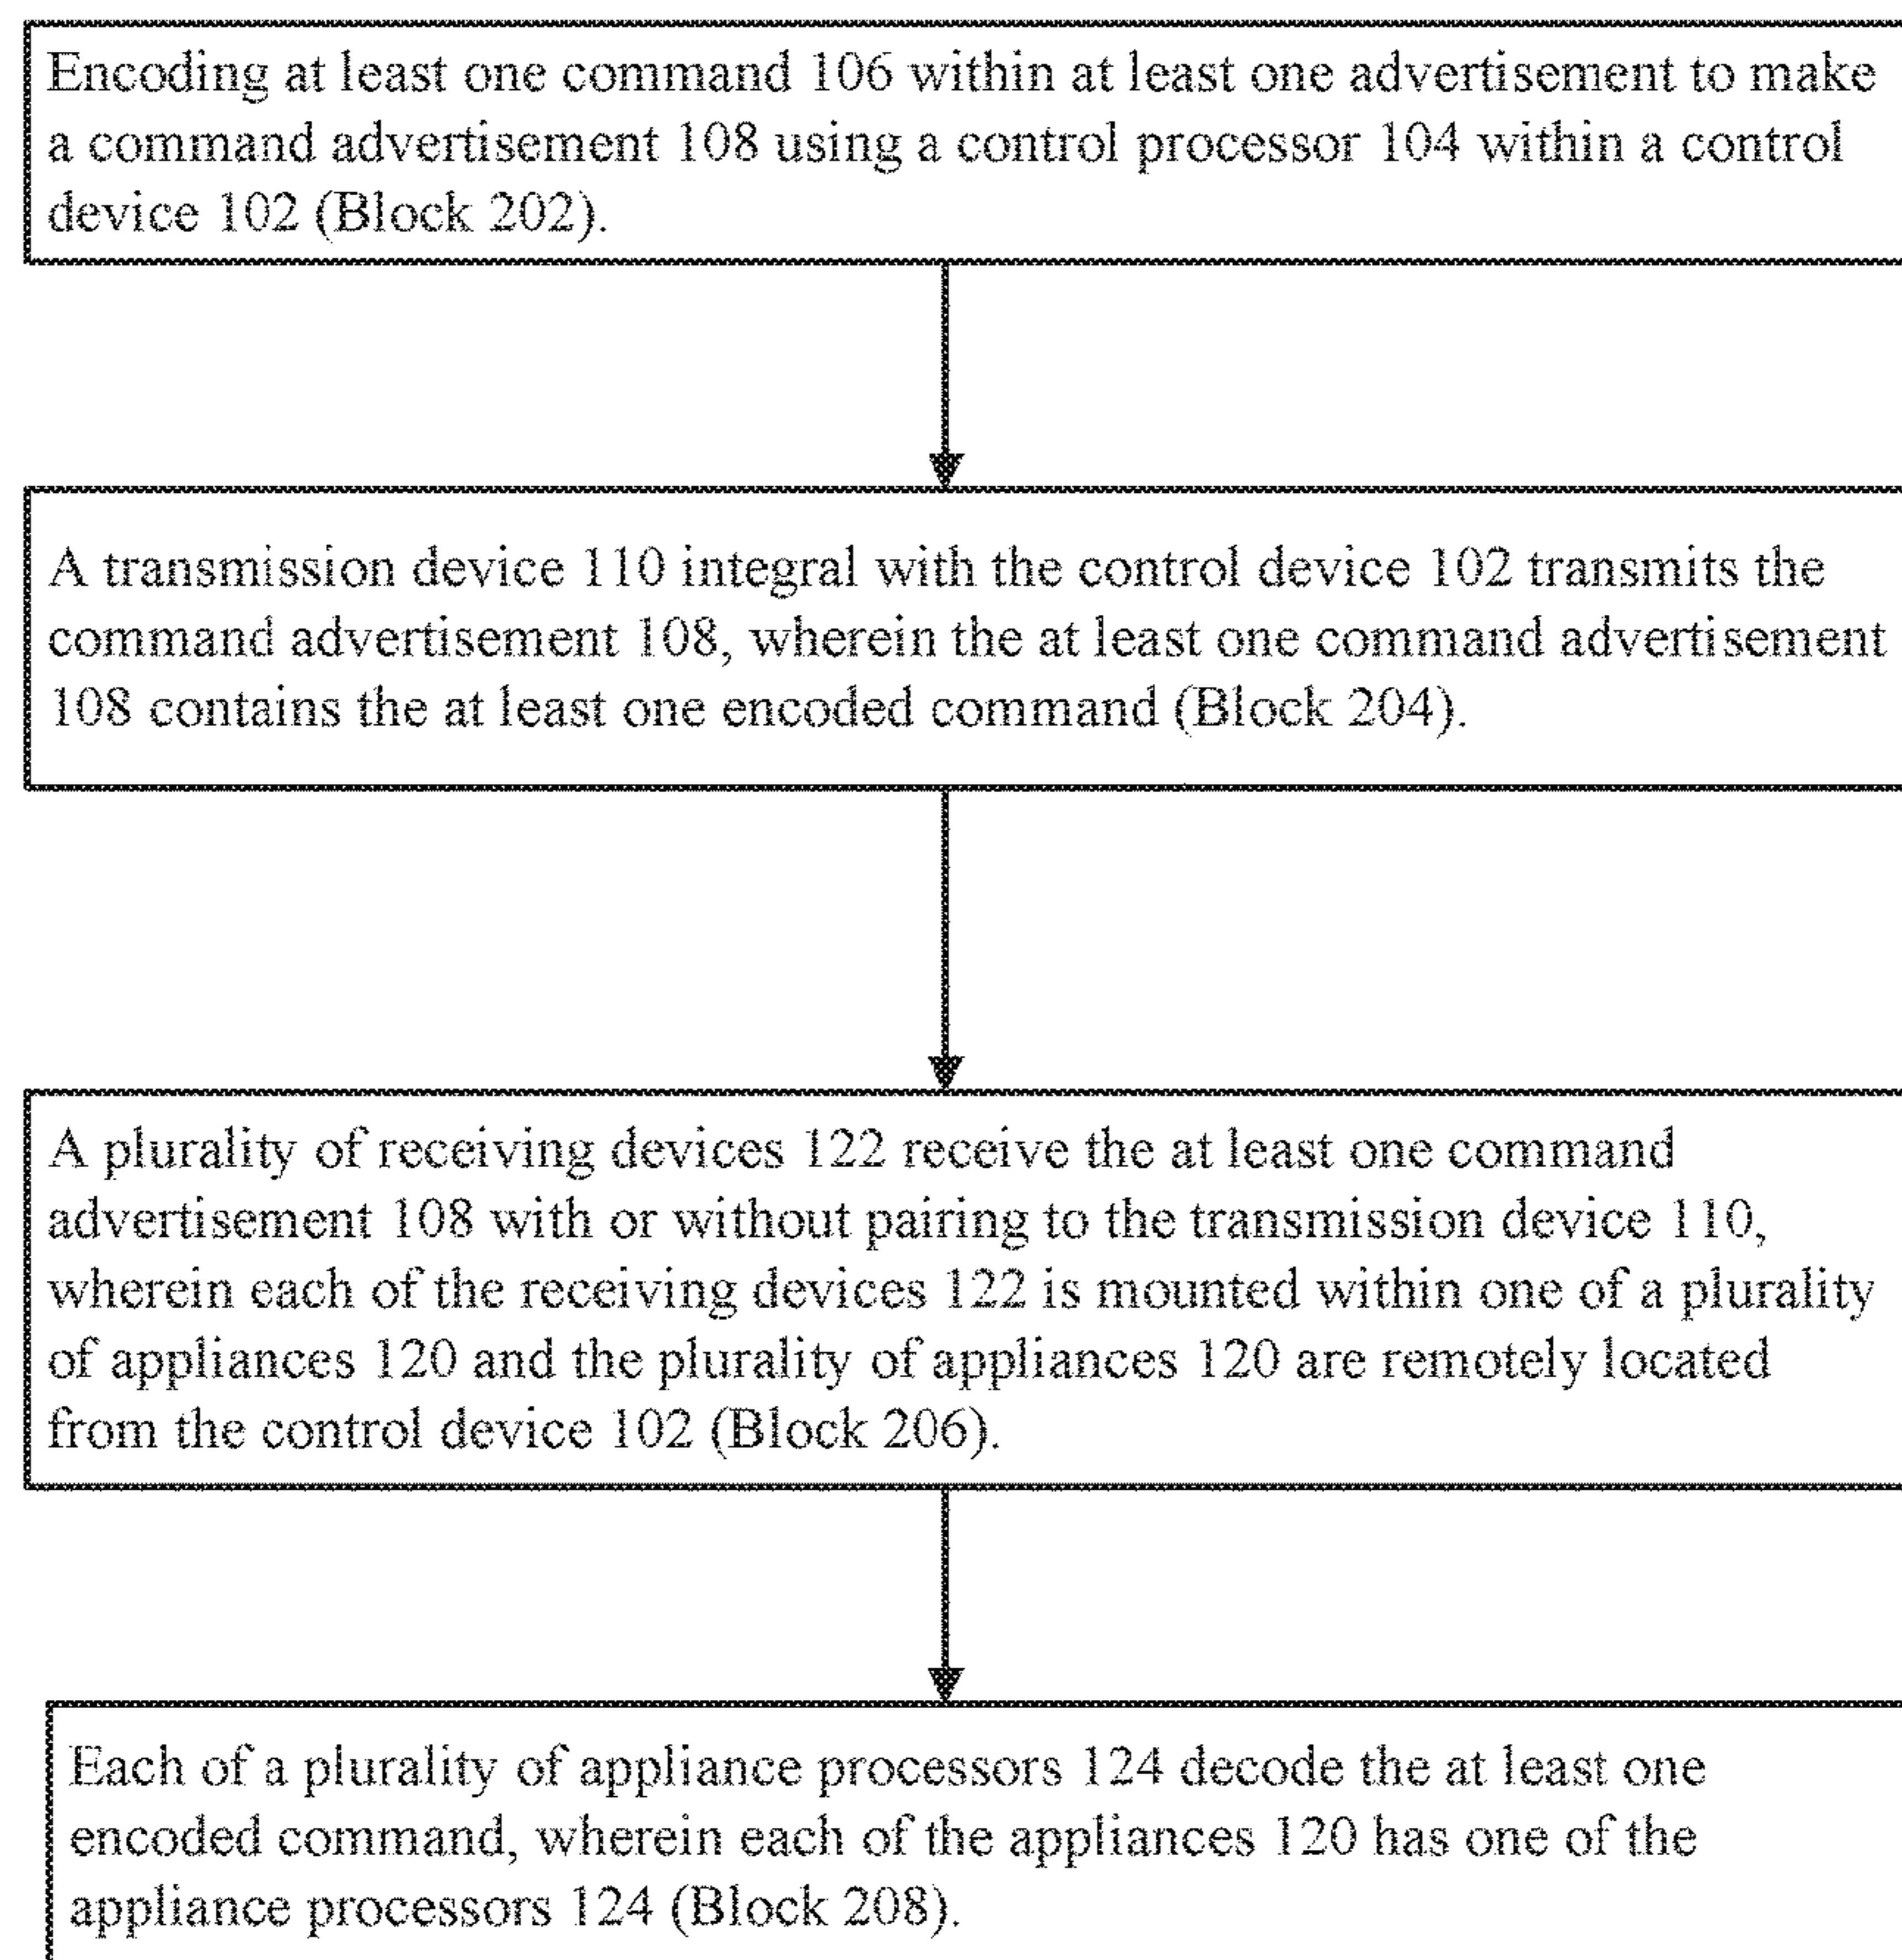 Encoding at least one command 106 within at least one advertisement to make
a command advertisement 108 using a control processor 104 within a control
device 102 (Block 202).
A transmission device 110 integral with the control device 102 transmits the
command advertisement 108, wherein the at least one command advertisement
108 contains the at least one encoded command (Block 204).
A plurality of receiving devices 122 receive the at least one command
advertisement 108 with or without pairing to the transmission device 110,
wherein each of the receiving devices 122 is mounted within one of a plurality
of appliances 120 and the plurality of appliances 120 are remotely located
from the control device 102 (Block 206).
Each of a plurality of appliance processors 124 decode the at least one
encoded command, wherein each of the appliances 120 has one of the
appliance processors 124 (Block 208).